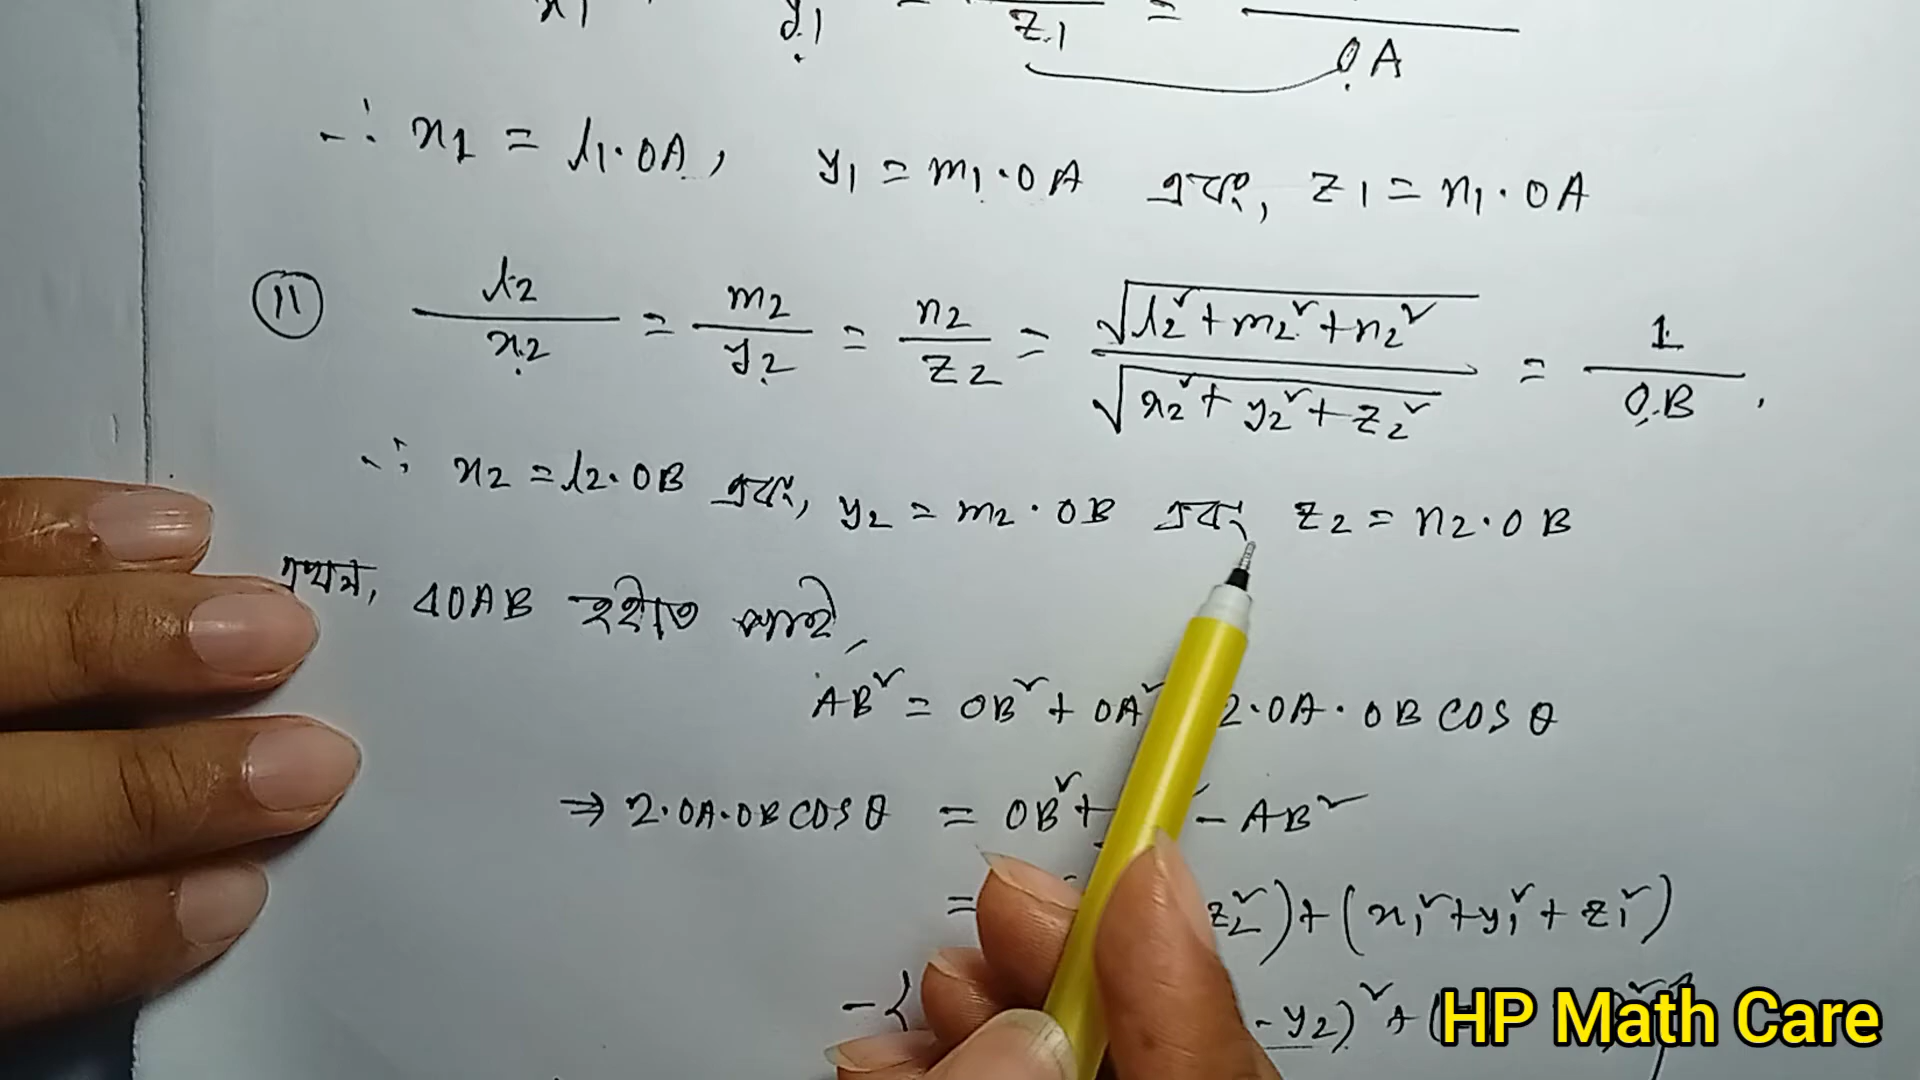 x1 y1 = z1 = OA
∴ x1 = l1·OA, y1 = m1·OA এবং, z1 = n1·OA
(11) l2/x2 = m2/y2 = n2/z2 = √(l2² + m2² + n2²)/√(x2² + y2² + z2²) = 1/OB.
∴ x2 = l2·OB এবং, y2 = m2·OB এবং z2 = n2·OB
এখন, ΔOAB হইতে পাই,
AB² = OB² + OA² 2·OA·OB cos θ
⇒ 2·OA·OB cos θ = OB² + - AB²
= z2²) + (x1² + y1² + z1²)
-{ - y2)² + (
HP Math Care